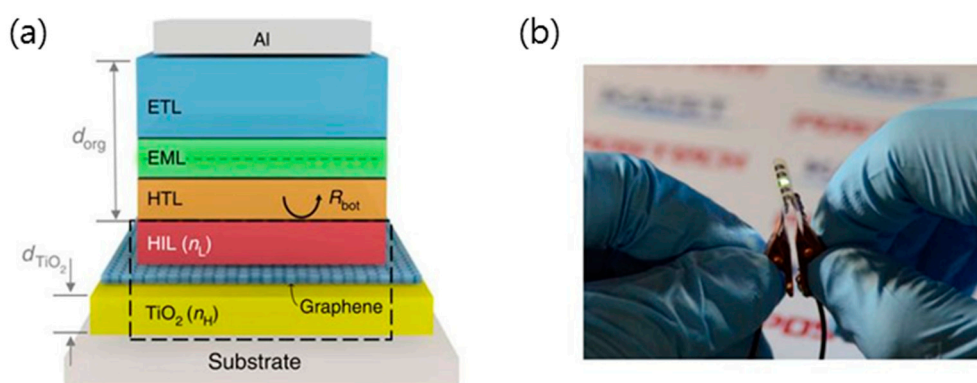 (a)
Al
ETL
d_org
EML
HTL
R_bot
HIL (n_L)
d_TiO2
Graphene
TiO2 (n_H)
Substrate
(b)